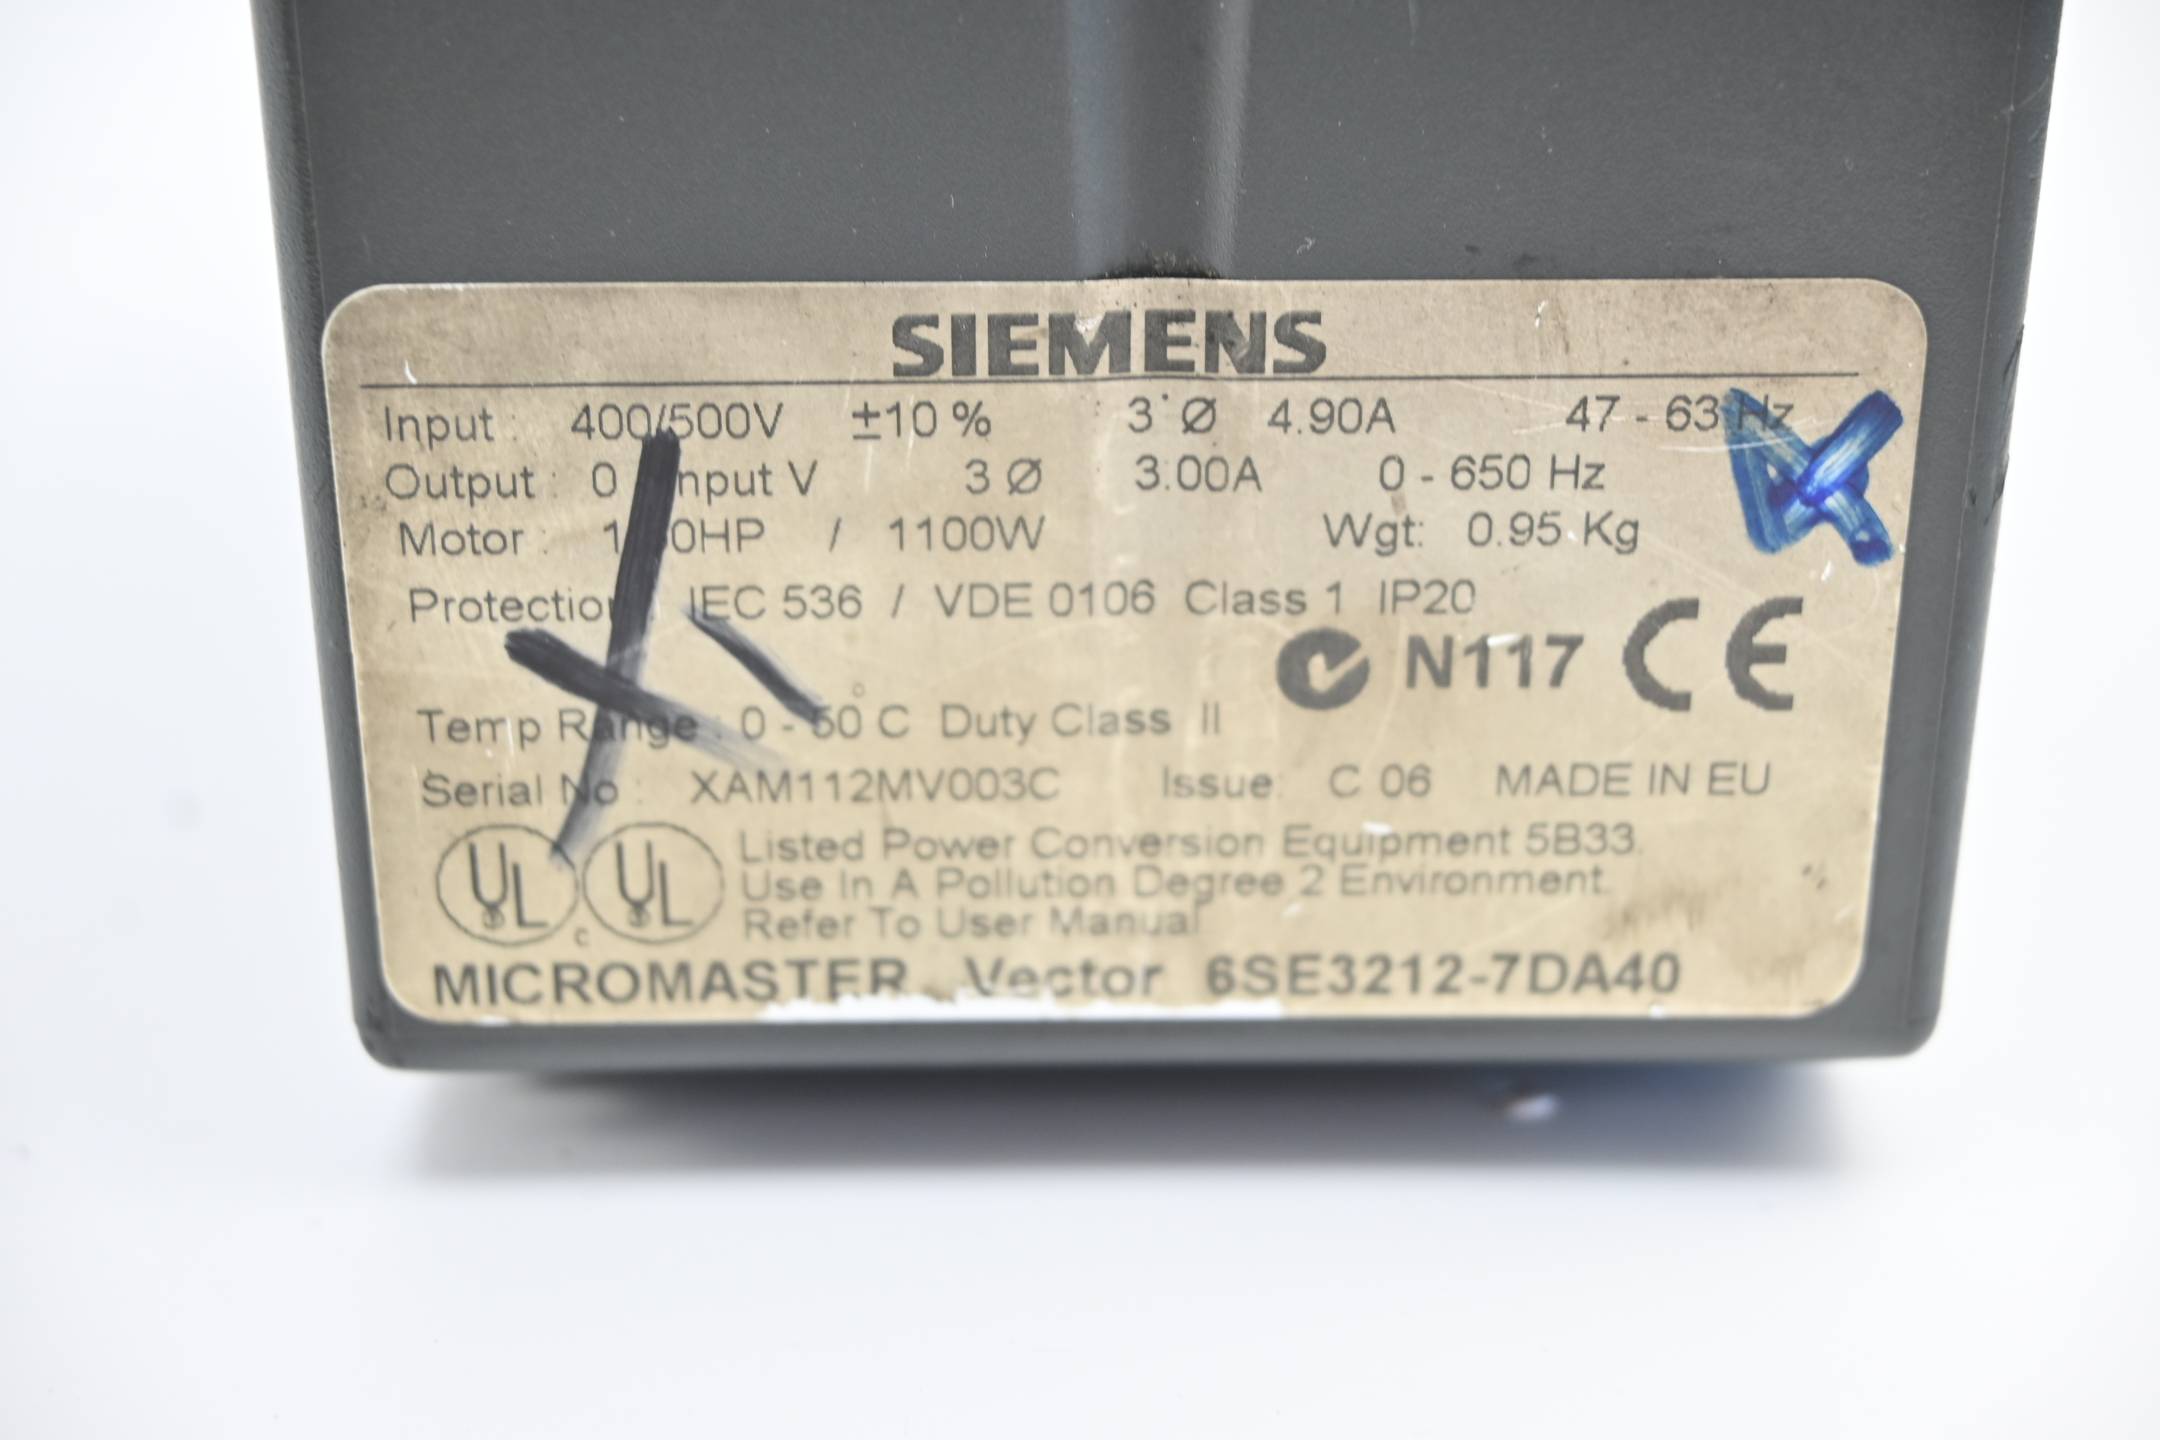 SIEMENS
Input : 400/500V ±10 % 3 Ø 4.90A 47 - 63 Hz
Output : 0 Input V 3 Ø 3.00A 0 - 650 Hz
Motor : / 1100W Wgt: 0.95 Kg
Protection : IEC 536 / VDE 0106 Class 1 IP20
N117 CE
Temp Range : 0 - 50°C Duty Class II
Serial No : XAM112MV003C Issue: C 06 MADE IN EU
UL c UL
Listed Power Conversion Equipment 5B33.
Use In A Pollution Degree 2 Environment.
Refer To User Manual
MICROMASTER Vector 6SE3212-7DA40